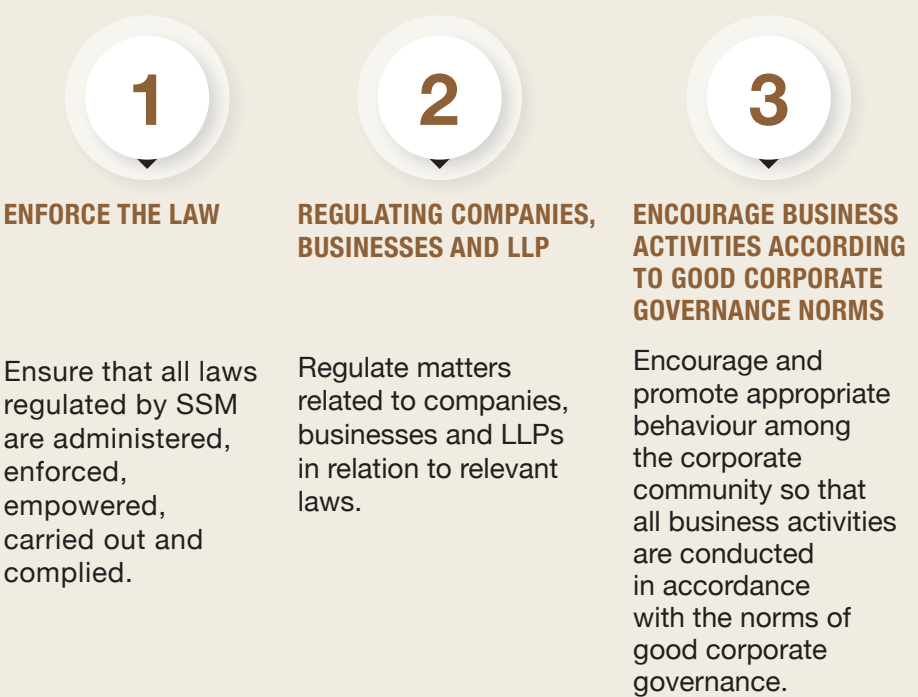 1
ENFORCE THE LAW
Ensure that all laws
regulated by SSM
are administered,
enforced,
empowered,
carried out and
complied.
2
REGULATING COMPANIES,
BUSINESSES AND LLP
Regulate matters
related to companies,
businesses and LLPs
in relation to relevant
laws.
3
ENCOURAGE BUSINESS
ACTIVITIES ACCORDING
TO GOOD CORPORATE
GOVERNANCE NORMS
Encourage and
promote appropriate
behaviour among
the corporate
community so that
all business activities
are conducted
in accordance
with the norms of
good corporate
governance.